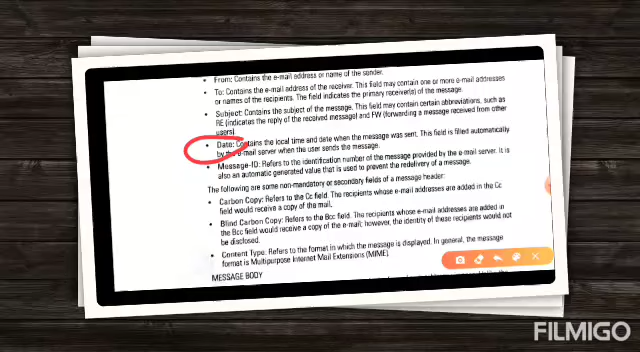 • From: Contains the e-mail address or name of the sender.
• To: Contains the e-mail address of the receiver. This field may contain one or more e-mail addresses
or names of the recipients. The field indicates the primary receiver(s) of the message.
• Subject: Contains the subject of the message. This field may contain certain abbreviations, such as
RE (indicates the reply of the received message) and FW (forwarding a message received from other
users).
• Date: Contains the local time and date when the message was sent. This field is filled automatically
by the e-mail server when the user sends the message.
• Message-ID: Refers to the identification number of the message provided by the e-mail server. It is
also an automatic generated value that is used to prevent the redelivery of a message.
The following are some non-mandatory or secondary fields of a message header:
• Carbon Copy: Refers to the Cc field. The recipients whose e-mail addresses are added in the Cc
field would receive a copy of the mail.
• Blind Carbon Copy: Refers to the Bcc field. The recipients whose e-mail addresses are added in
the Bcc field would receive a copy of the e-mail; however, the identity of these recipients would not
be disclosed.
• Content Type: Refers to the format in which the message is displayed. In general, the message
format is Multipurpose Internet Mail Extensions (MIME).
MESSAGE BODY
FILMIGO